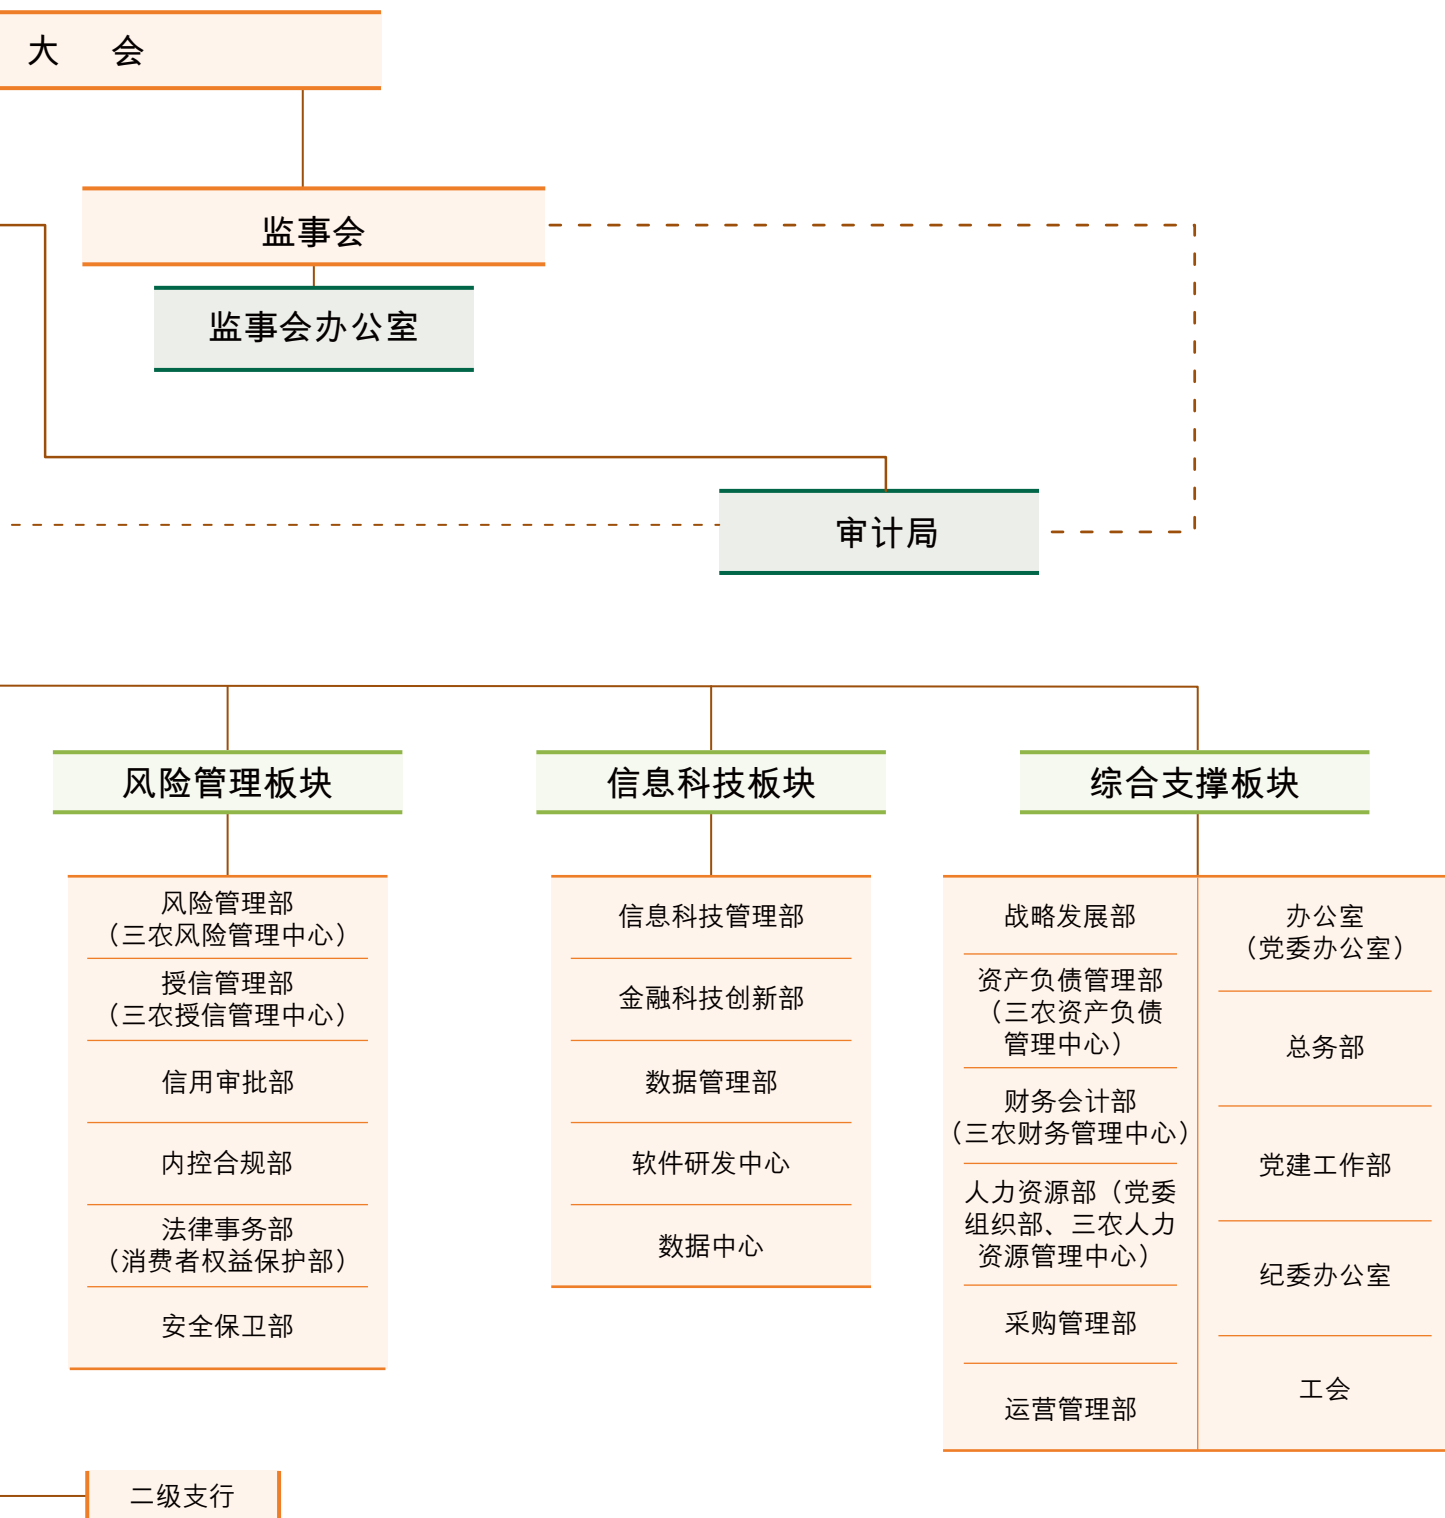 大 会
监事会
监事会办公室
审计局
风险管理板块
风险管理部
（三农风险管理中心）
授信管理部
（三农授信管理中心）
信用审批部
内控合规部
法律事务部
（消费者权益保护部）
安全保卫部
信息科技板块
信息科技管理部
金融科技创新部
数据管理部
软件研发中心
数据中心
综合支撑板块
战略发展部
资产负债管理部
（三农资产负债
管理中心）
财务会计部
（三农财务管理中心）
人力资源部（党委
组织部、三农人力
资源管理中心）
采购管理部
运营管理部
办公室
（党委办公室）
总务部
党建工作部
纪委办公室
工会
二级支行